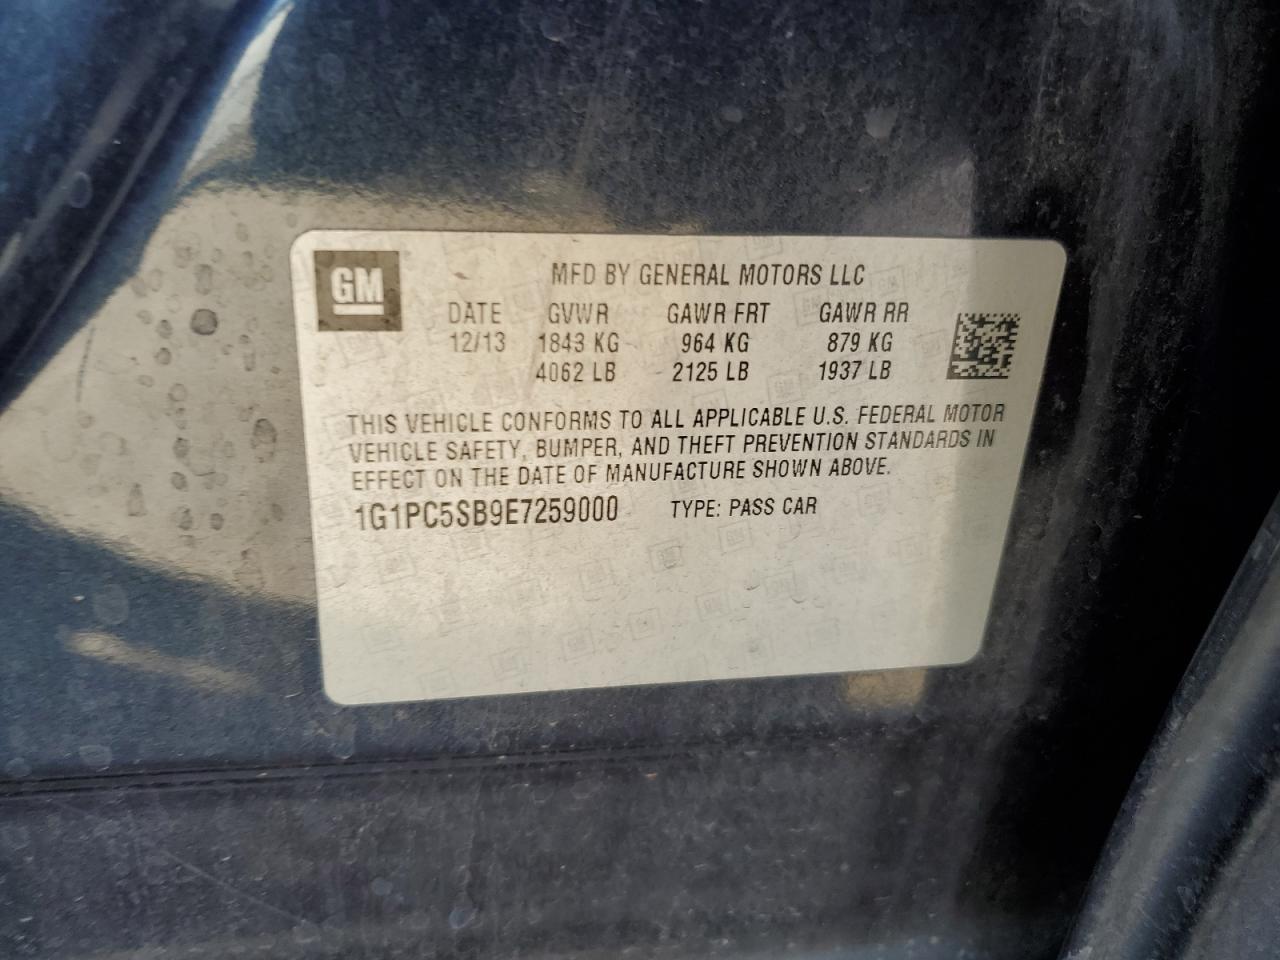 GM
MFD BY GENERAL MOTORS LLC
DATE GVWR GAWR FRT GAWR RR
12/13 1843 KG 964 KG 879 KG
4062 LB 2125 LB 1937 LB
THIS VEHICLE CONFORMS TO ALL APPLICABLE U.S. FEDERAL MOTOR
VEHICLE SAFETY, BUMPER, AND THEFT PREVENTION STANDARDS IN
EFFECT ON THE DATE OF MANUFACTURE SHOWN ABOVE.
1G1PC5SB9E7259000 TYPE: PASS CAR